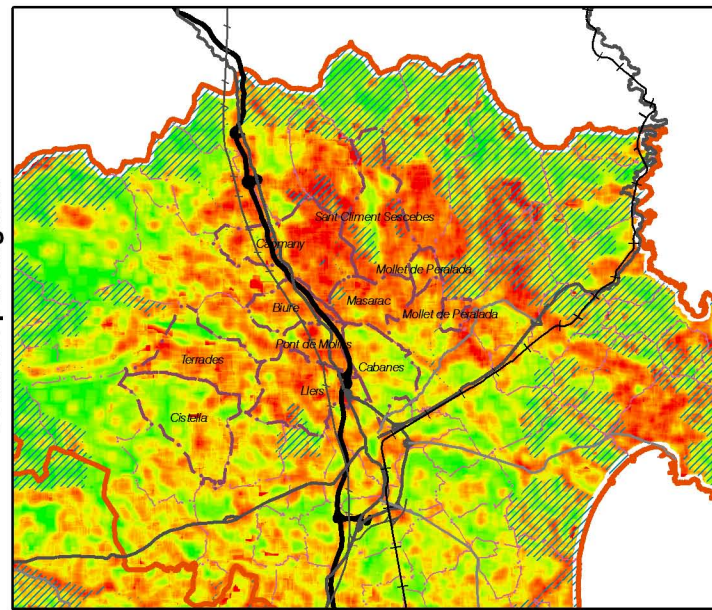 Sant Climent Sescebes
Capmany
Mollet de Peralada
Masarac
Biure
Mollet de Peralada
Pont de Molins
Terrades
Cabanes
Llers
Cistella